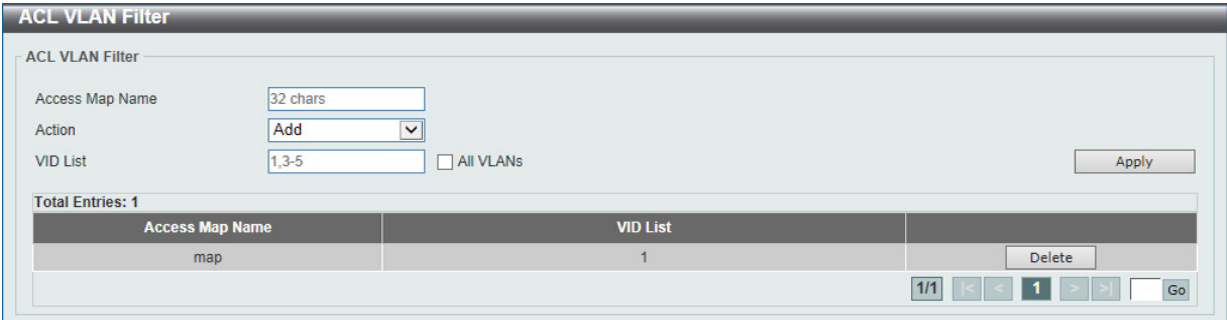 ACL VLAN Filter
ACL VLAN Filter
Access Map Name 32 chars
Action Add
VID List 1,3-5 All VLANs Apply
Total Entries: 1
Access Map Name VID List
map 1 Delete
1/1 |< < 1 > >| Go